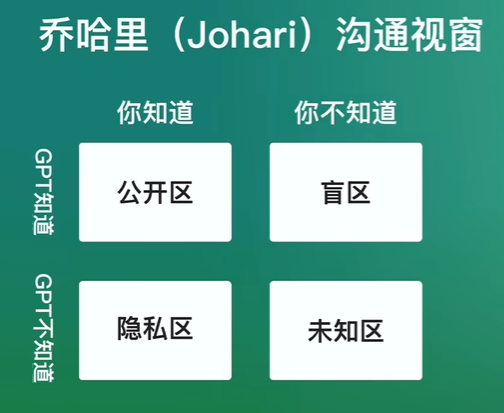 乔哈里（Johari）沟通视窗
你知道
你不知道
GPT知道
公开区
盲区
GPT不知道
隐私区
未知区